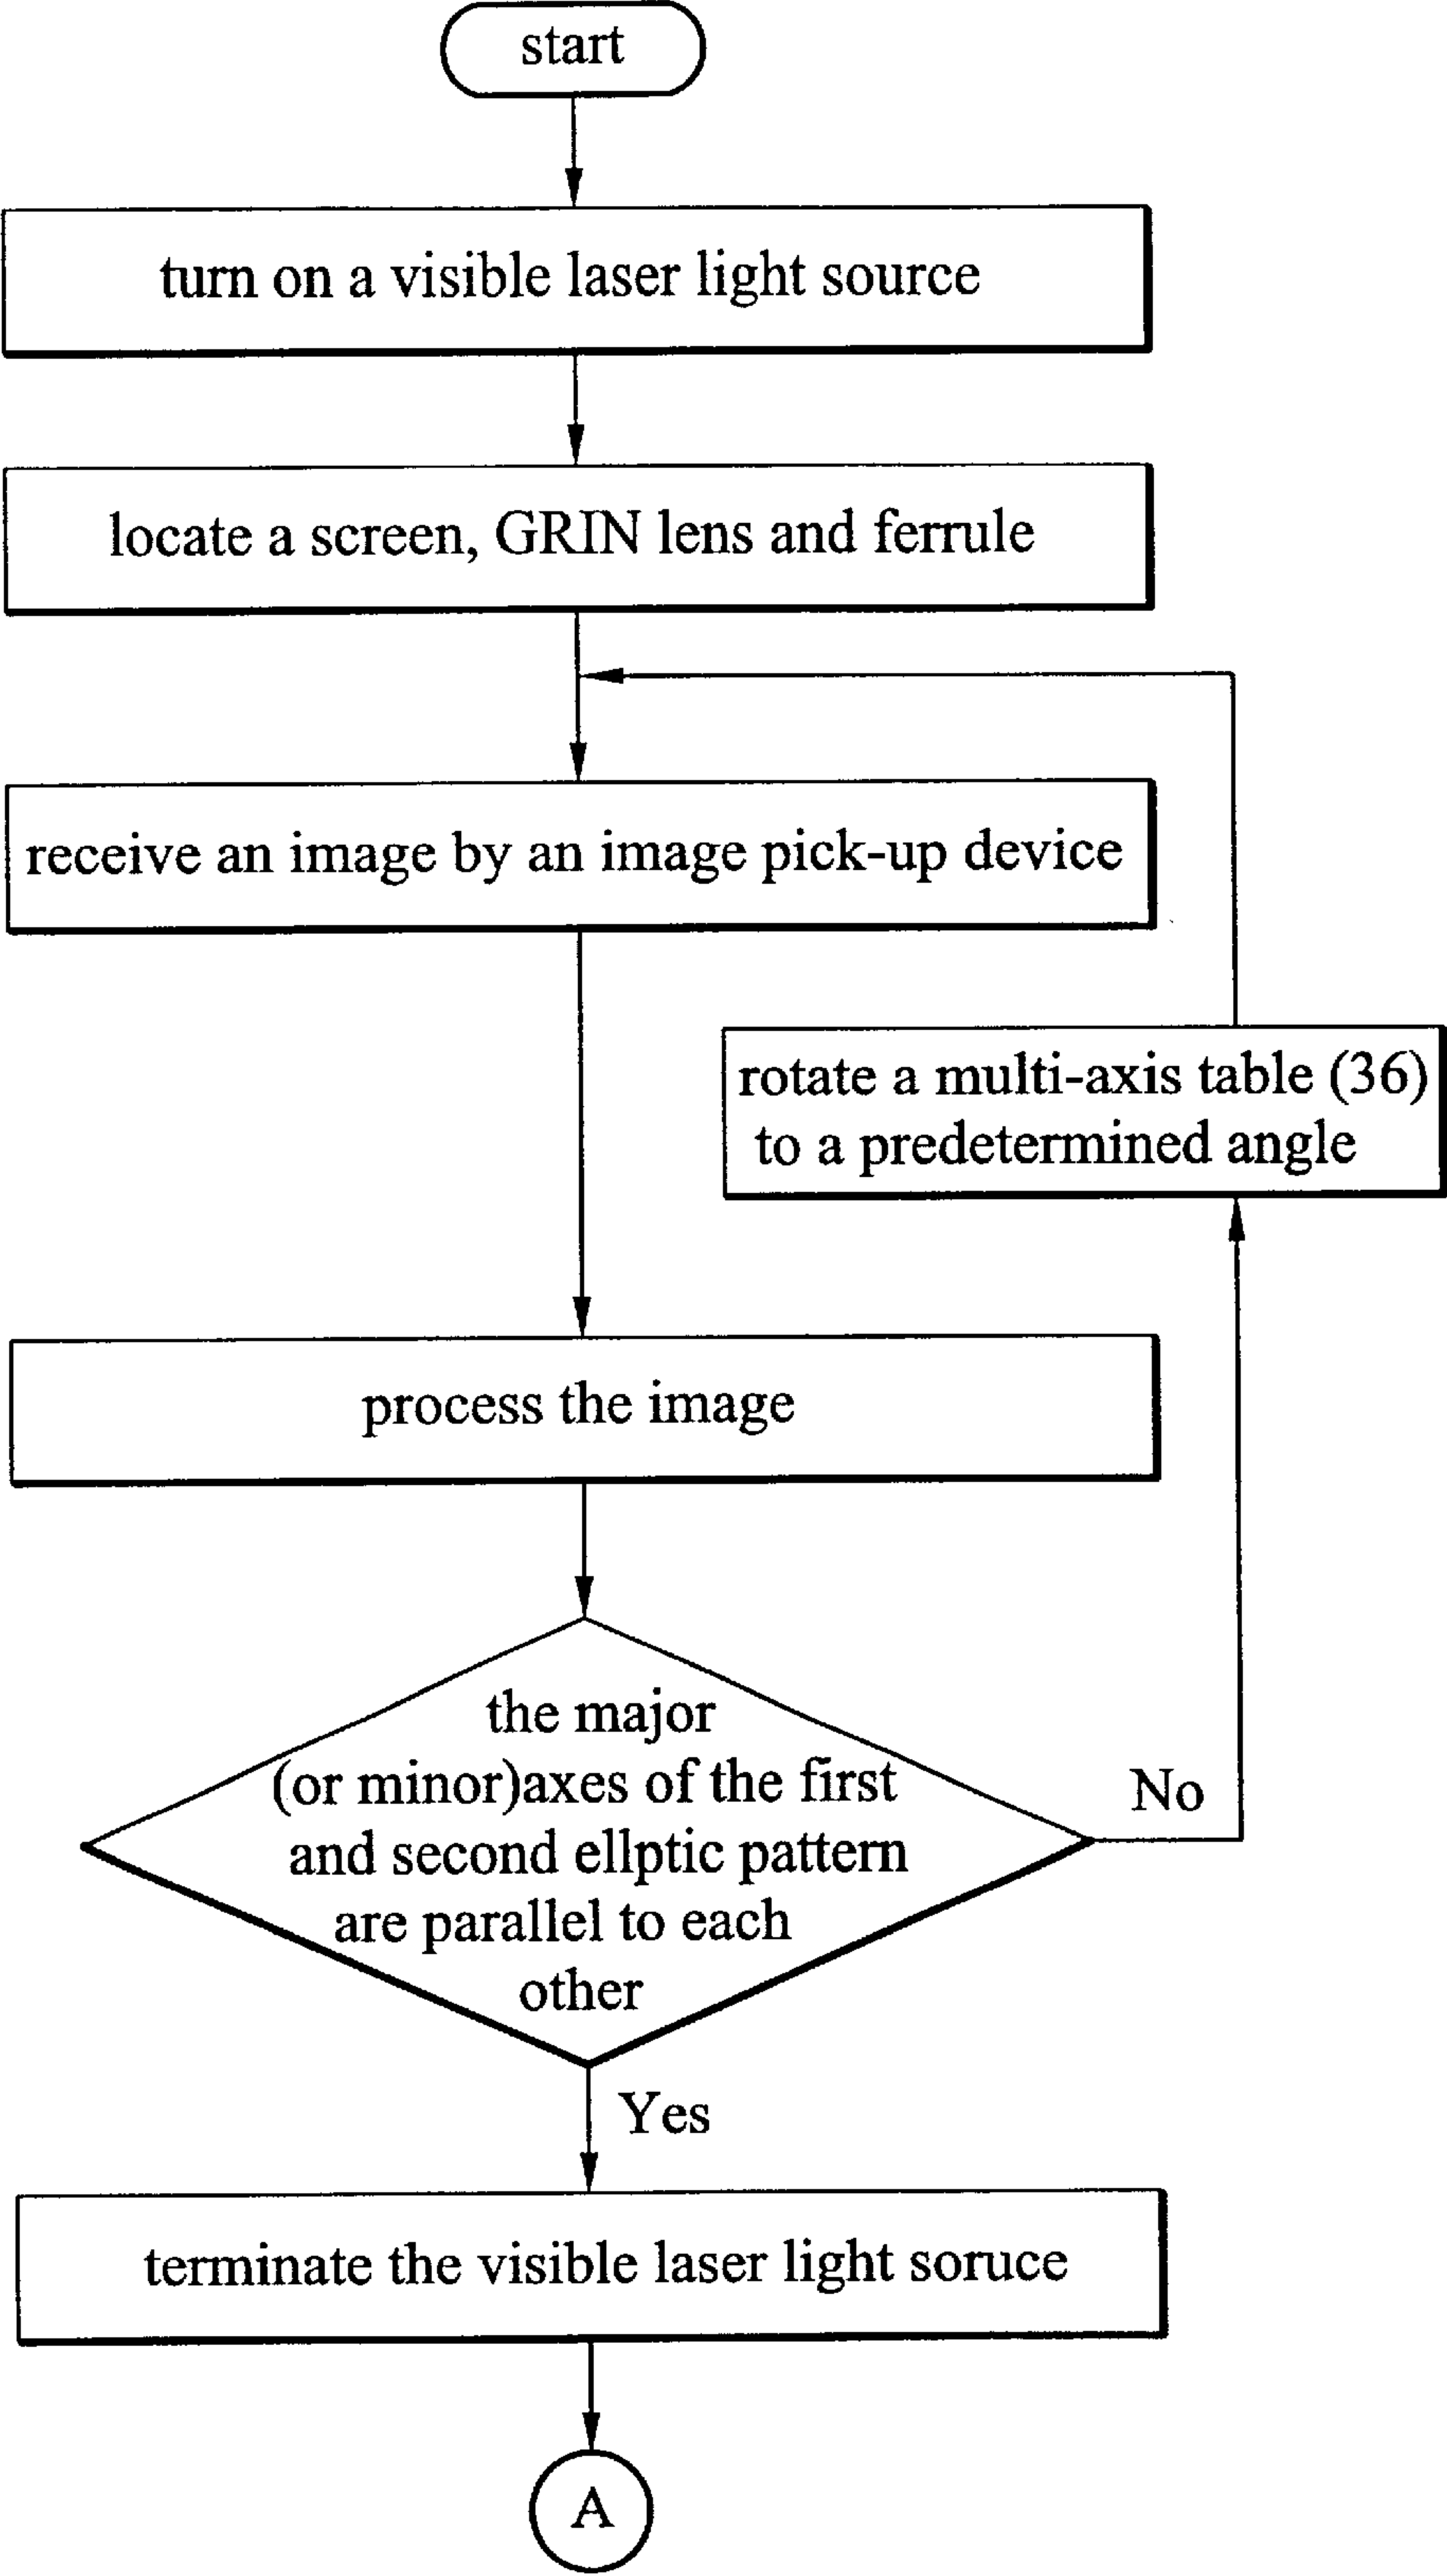 start
turn on a visible laser light source
locate a screen, GRIN lens and ferrule
receive an image by an image pick-up device
rotate a multi-axis table (36)
to a predetermined angle
process the image
the major
(or minor)axes of the first
and second ellptic pattern
are parallel to each
other
No
Yes
terminate the visible laser light soruce
A